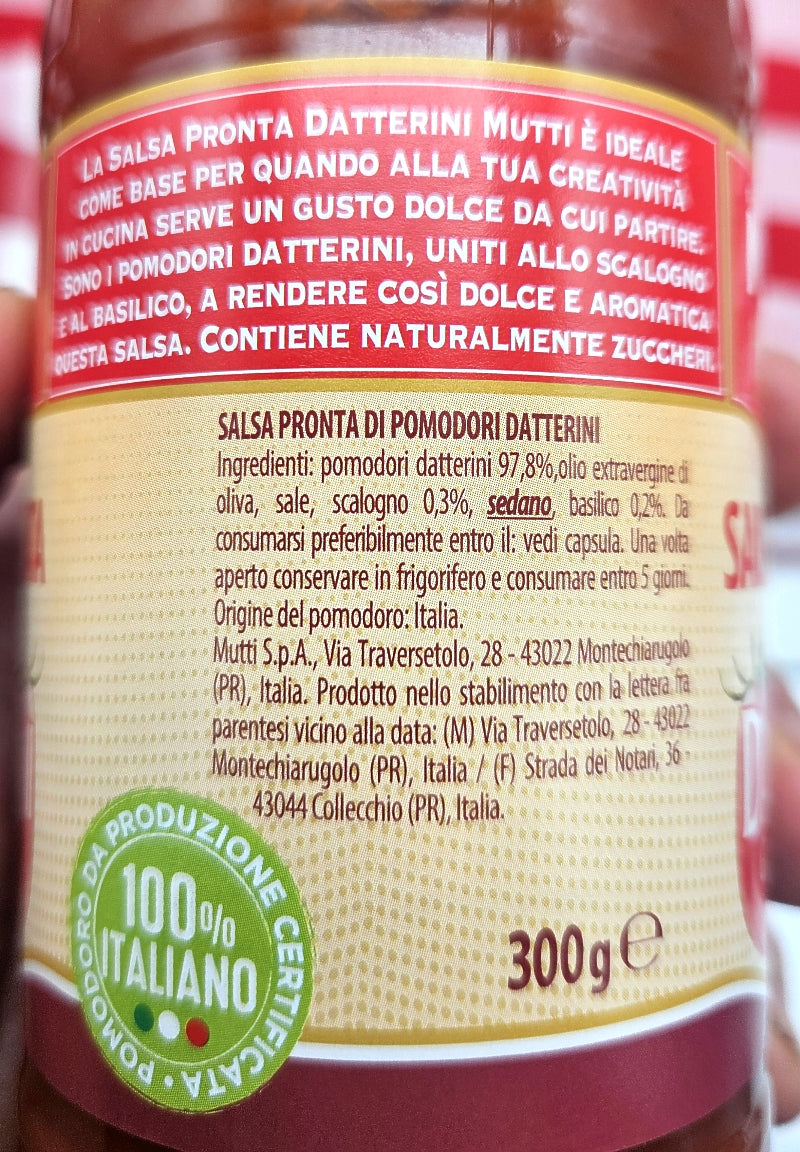 LA SALSA PRONTA DATTERINI MUTTI È IDEALE
COME BASE PER QUANDO ALLA TUA CREATIVITÀ
IN CUCINA SERVE UN GUSTO DOLCE DA CUI PARTIRE.
SONO I POMODORI DATTERINI, UNITI ALLO SCALOGNO
E AL BASILICO, A RENDERE COSÌ DOLCE E AROMATICA
QUESTA SALSA. CONTIENE NATURALMENTE ZUCCHERI.
SALSA PRONTA DI POMODORI DATTERINI
Ingredienti: pomodori datterini 97,8%,olio extravergine di
oliva, sale, scalogno 0,3%, sedano, basilico 0,2%. Da
consumarsi preferibilmente entro il: vedi capsula. Una volta
aperto conservare in frigorifero e consumare entro 5 giorni.
Origine del pomodoro: Italia.
Mutti S.p.A., Via Traversetolo, 28 - 43022 Montechiarugolo
(PR), Italia. Prodotto nello stabilimento con la lettera fra
parentesi vicino alla data: (M) Via Traversetolo, 28 - 43022
Montechiarugolo (PR), Italia / (F) Strada dei Notari, 36 -
43044 Collecchio (PR), Italia.
POMODORO DA PRODUZIONE CERTIFICATA •
100%
ITALIANO
300 g e